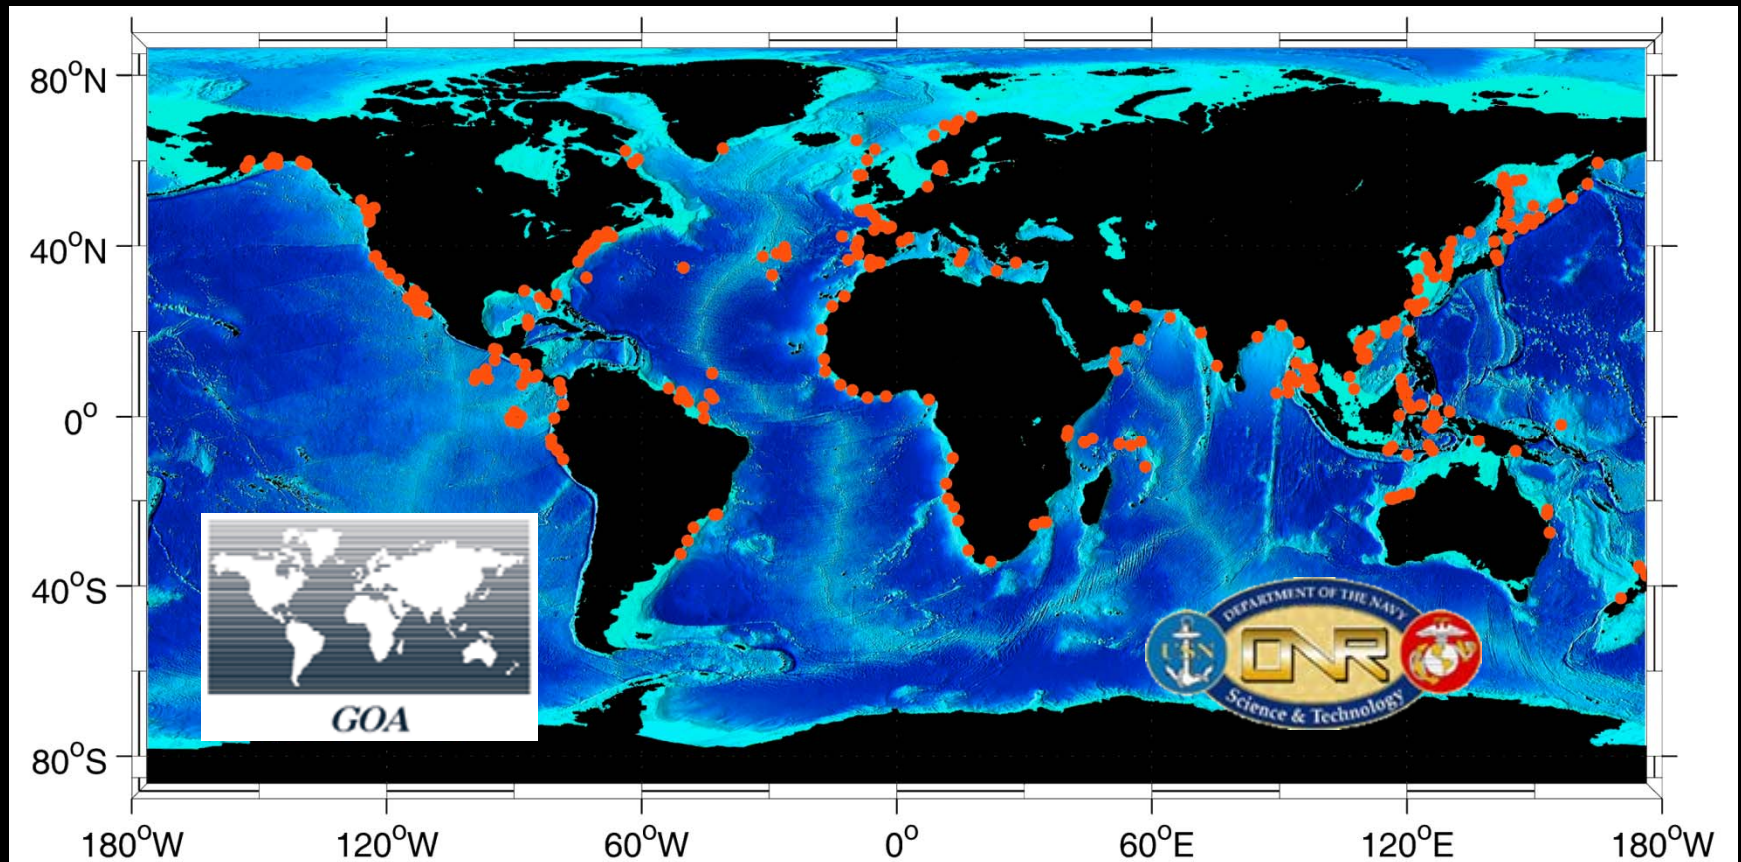 80°N
40°N
0°
40°S
80°S
180°W
120°W
60°W
0°
60°E
120°E
180°W
GOA
DEPARTMENT OF THE NAVY
USN
ONR
Science & Technology